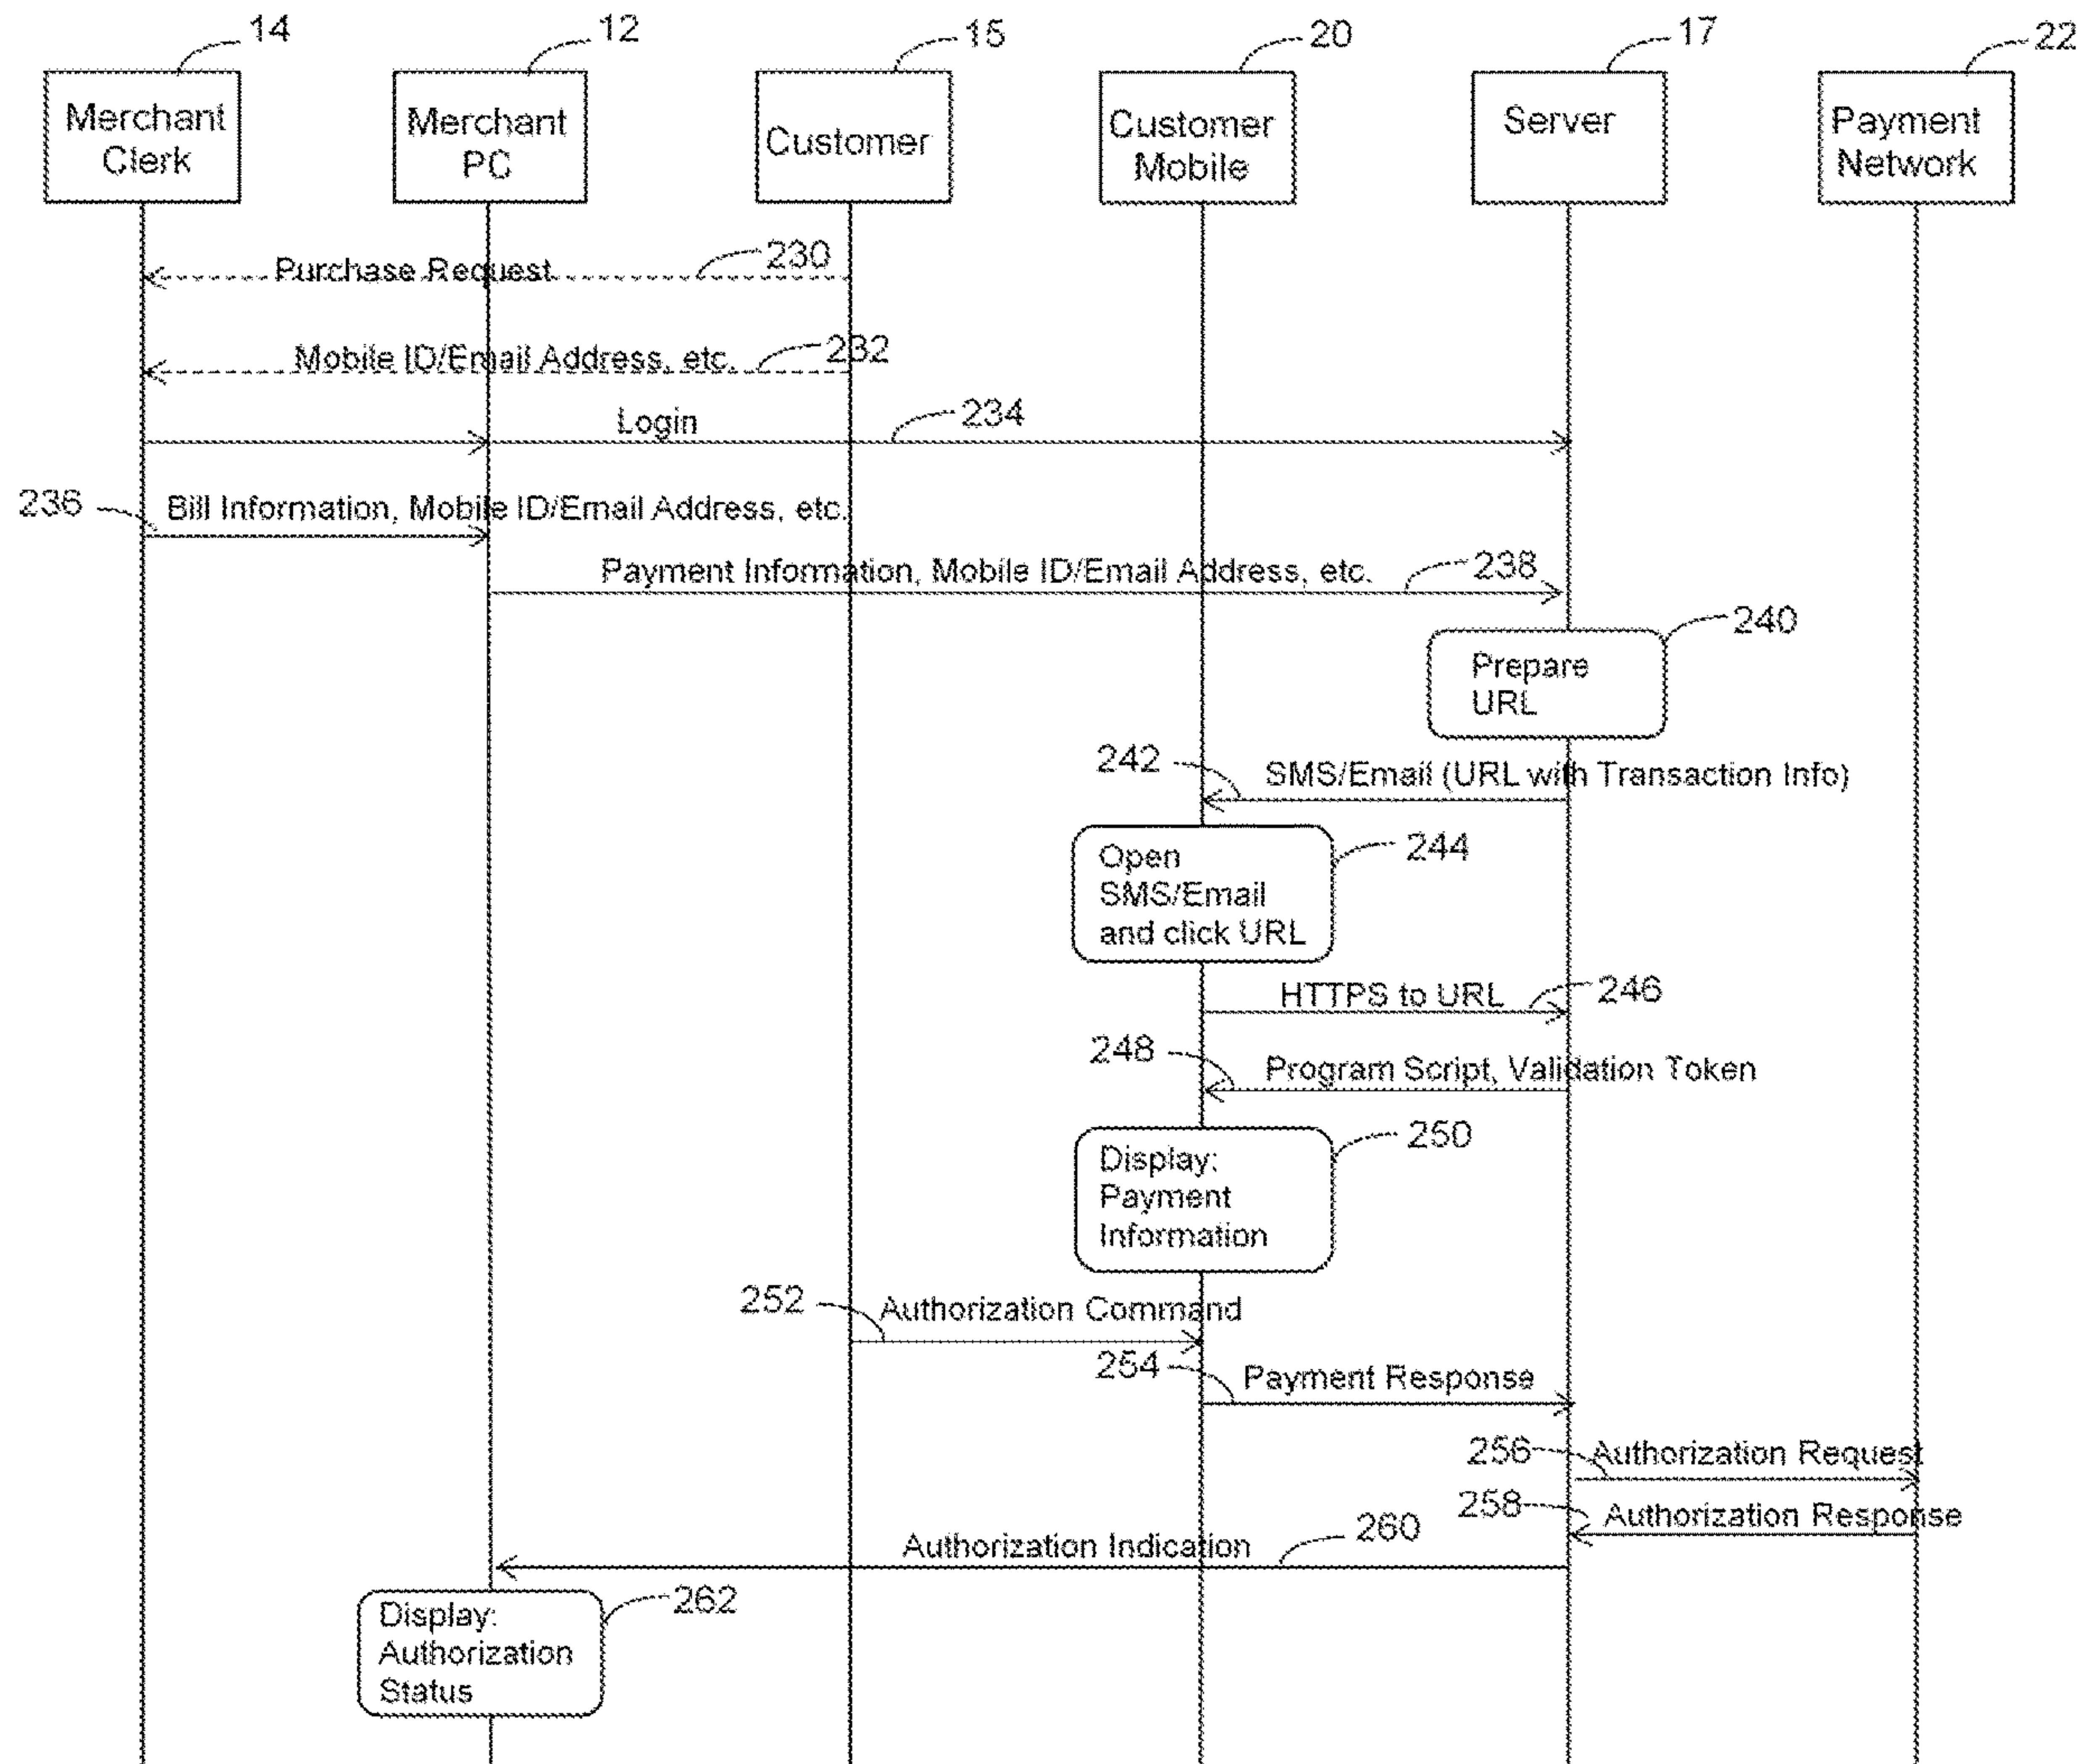 14
12
15
20
17
22
Merchant
Clerk
Merchant
PC
Customer
Customer
Mobile
Server
Payment
Network
Purchase Request
230
Mobile ID/Email Address, etc.
232
Login
234
236
Bill Information, Mobile ID/Email Address, etc.
Payment Information, Mobile ID/Email Address, etc.
238
240
Prepare
URL
242
SMS/Email (URL with Transaction Info)
244
Open
SMS/Email
and click URL
HTTPS to URL
246
248
Program Script, Validation Token
250
Display:
Payment
Information
252
Authorization Command
254
Payment Response
256
Authorization Request
258
Authorization Response
Authorization Indication
260
262
Display:
Authorization
Status